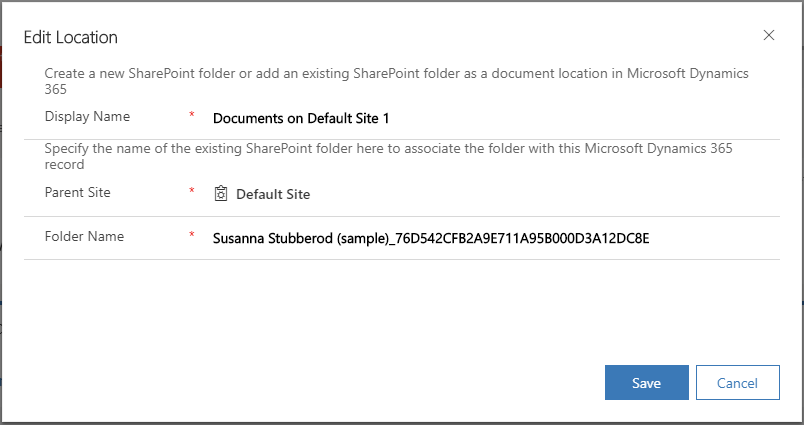 Edit Location
Create a new SharePoint folder or add an existing SharePoint folder as a document location in Microsoft Dynamics
365
Display Name * Documents on Default Site 1
Specify the name of the existing SharePoint folder here to associate the folder with this Microsoft Dynamics 365
record
Parent Site * Default Site
Folder Name * Susanna Stubberod (sample)_76D542CFB2A9E711A95B000D3A12DC8E
Save Cancel